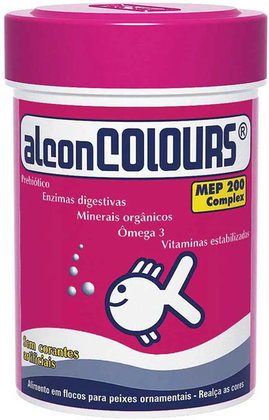 alconCOLOURS®
MEP 200
Complex
Prebiótico
Enzimas digestivas
Minerais orgânicos
Ômega 3
Vitaminas estabilizadas
Sem corantes
artificiais
Alimento em flocos para peixes ornamentais - Realça as cores